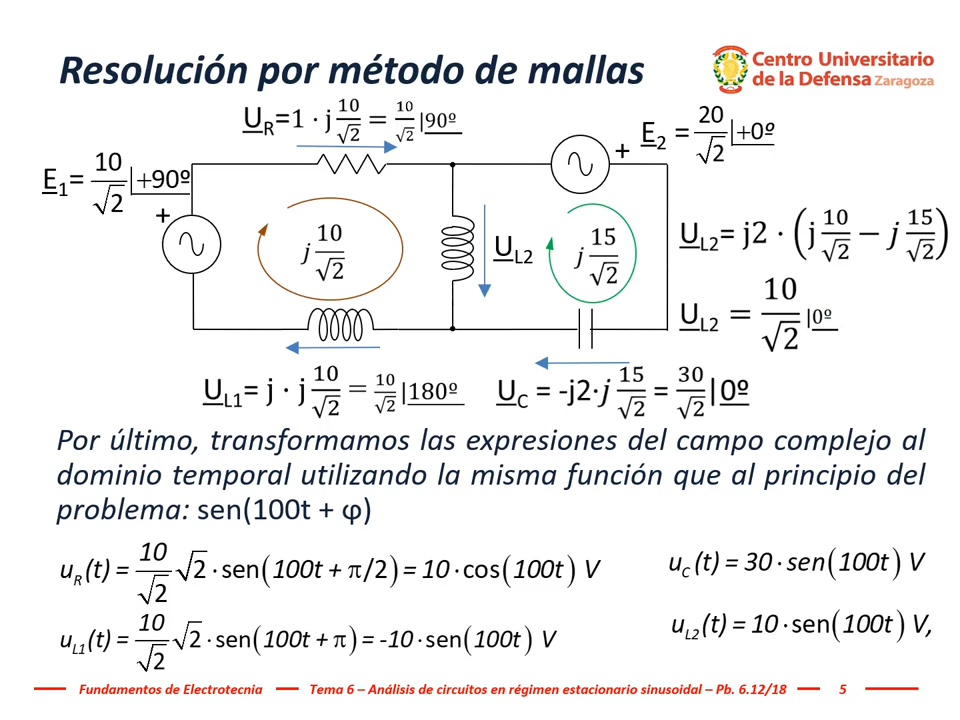 Resolución por método de mallas
Centro Universitario
de la Defensa Zaragoza
U_R=1 · j 10/√2 = 10/√2 |90º
E_1= 10/√2 |+90º
+
+
E_2 = 20/√2 |+0º
j 10/√2
U_L2
j 15/√2
U_L2= j2 · (j 10/√2 − j 15/√2)
U_L2 = 10/√2 |0º
U_L1= j · j 10/√2 = 10/√2 |180º
U_C = -j2·j 15/√2 = 30/√2 |0º
Por último, transformamos las expresiones del campo complejo al
dominio temporal utilizando la misma función que al principio del
problema: sen(100t + φ)
u_R(t) = 10/√2 √2 · sen(100t + π/2) = 10 · cos(100t) V
u_C(t) = 30 · sen(100t) V
u_L1(t) = 10/√2 √2 · sen(100t + π) = -10 · sen(100t) V
u_L2(t) = 10 · sen(100t) V,
Fundamentos de Electrotecnia
Tema 6 – Análisis de circuitos en régimen estacionario sinusoidal – Pb. 6.12/18
5